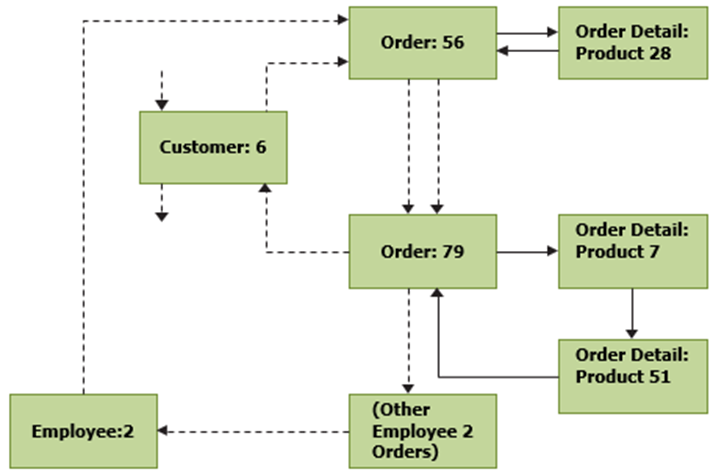 Order: 56
Order Detail:
Product 28
Customer: 6
Order: 79
Order Detail:
Product 7
Order Detail:
Product 51
Employee:2
(Other
Employee 2
Orders)